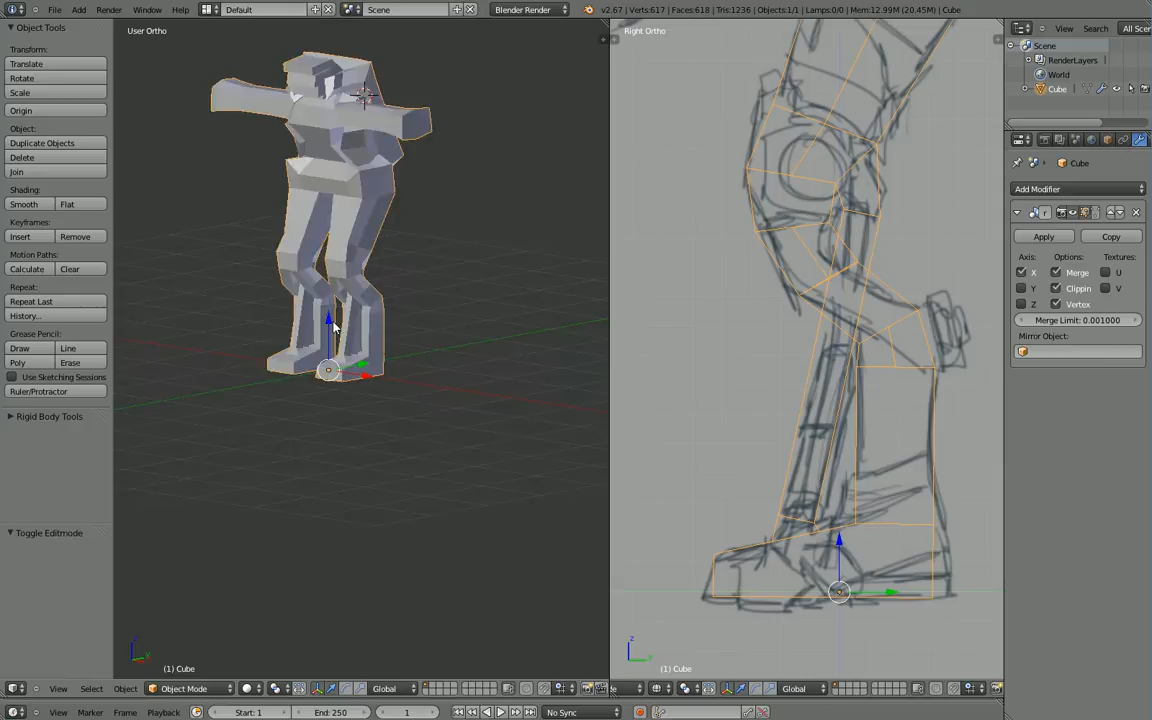 File Add Render Window Help Default Scene Blender Render v2.67 | Verts:617 | Faces:618 | Tris:1236 | Objects:1/1 | Lamps:0/0 | Mem:12.99M (20.45M) | Cube
Object Tools
Transform:
Translate
Rotate
Scale
Origin
Object:
Duplicate Objects
Delete
Join
Shading:
Smooth Flat
Keyframes:
Insert Remove
Motion Paths:
Calculate Clear
Repeat:
Repeat Last
History...
Grease Pencil:
Draw Line
Poly Erase
Use Sketching Sessions
Ruler/Protractor
Rigid Body Tools
Toggle Editmode
User Ortho
z
y
(1) Cube
Right Ortho
z
y
(1) Cube
View Search All Scen
Scene
RenderLayers
World
Cube
Cube
Add Modifier
r
Apply Copy
Axis: Options: Textures:
X Merge U
Y Clippin V
Z Vertex
Merge Limit: 0.001000
Mirror Object:
View Select Object Object Mode Global
de Global
View Marker Frame Playback Start: 1 End: 250 1 No Sync